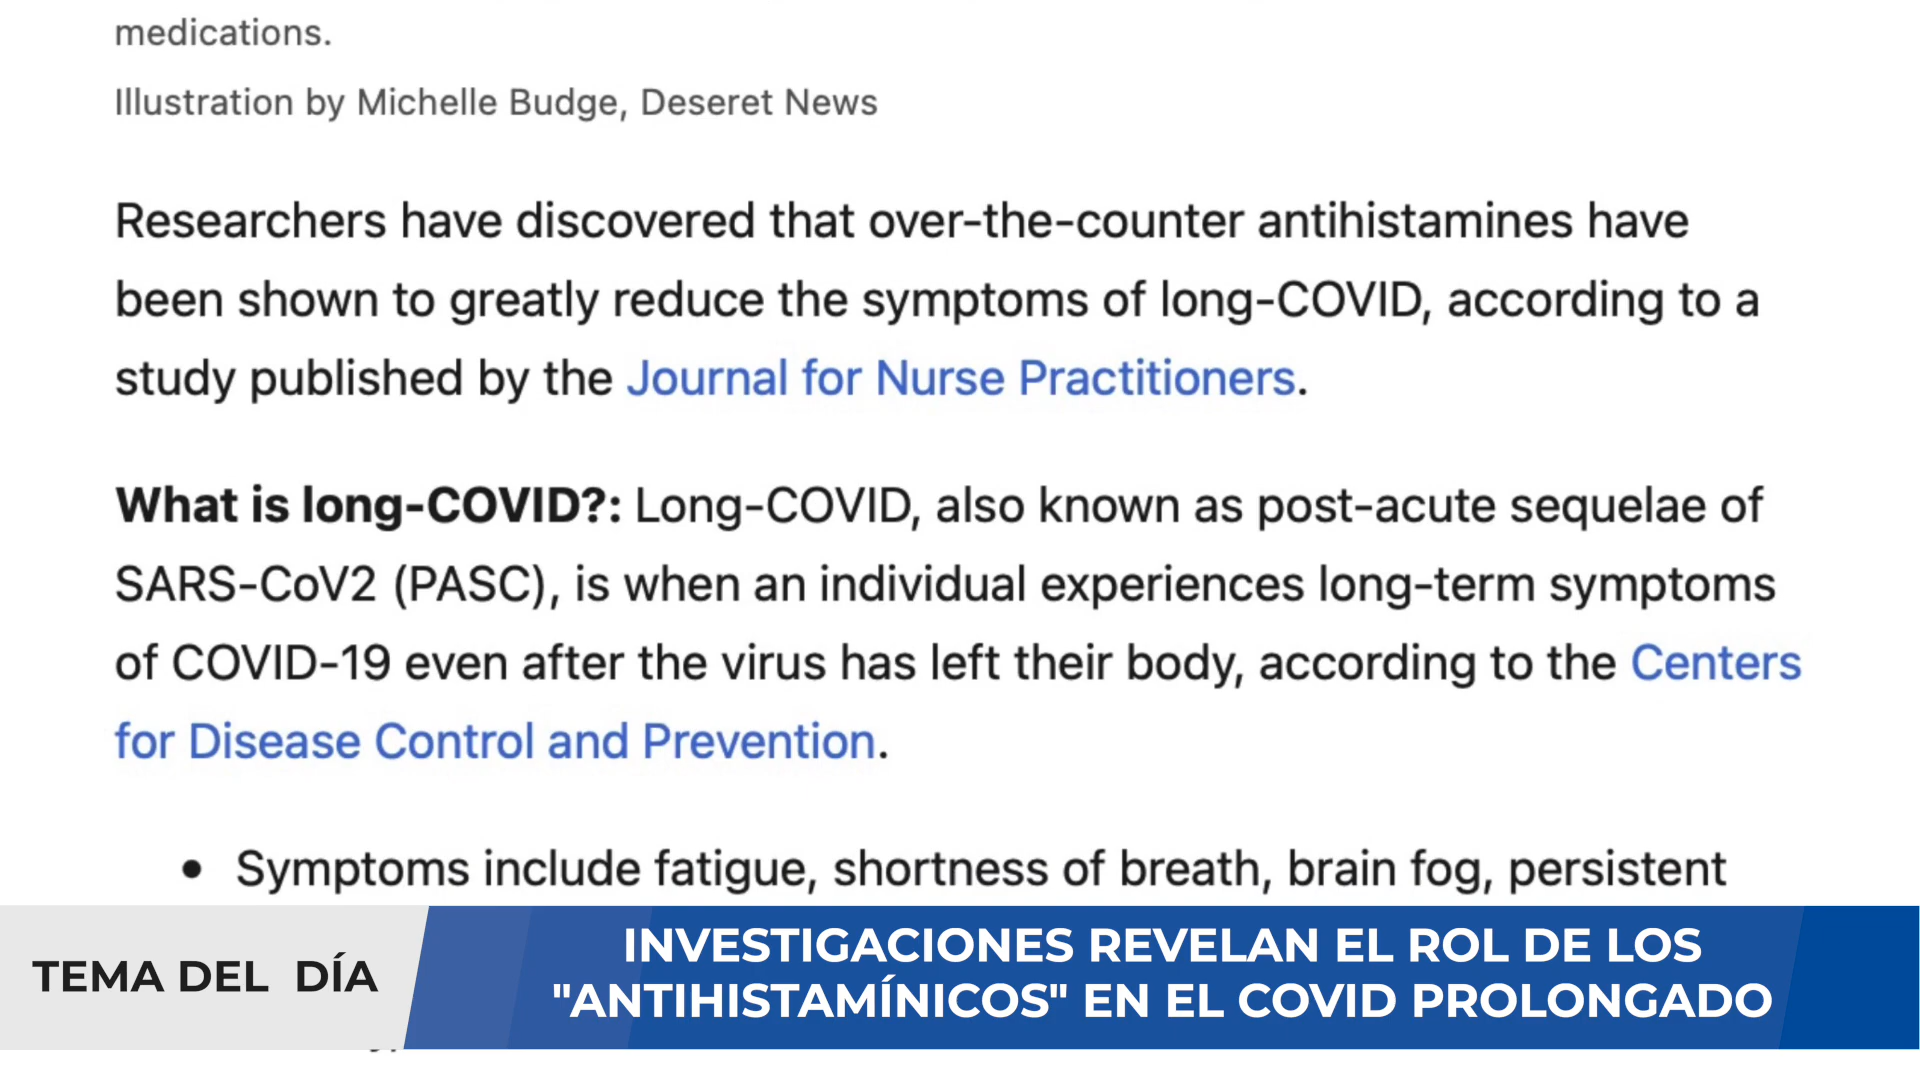 medications.
Illustration by Michelle Budge, Deseret News
Researchers have discovered that over-the-counter antihistamines have
been shown to greatly reduce the symptoms of long-COVID, according to a
study published by the Journal for Nurse Practitioners.
What is long-COVID?: Long-COVID, also known as post-acute sequelae of
SARS-CoV2 (PASC), is when an individual experiences long-term symptoms
of COVID-19 even after the virus has left their body, according to the Centers
for Disease Control and Prevention.
• Symptoms include fatigue, shortness of breath, brain fog, persistent
TEMA DEL DÍA
INVESTIGACIONES REVELAN EL ROL DE LOS
"ANTIHISTAMÍNICOS" EN EL COVID PROLONGADO